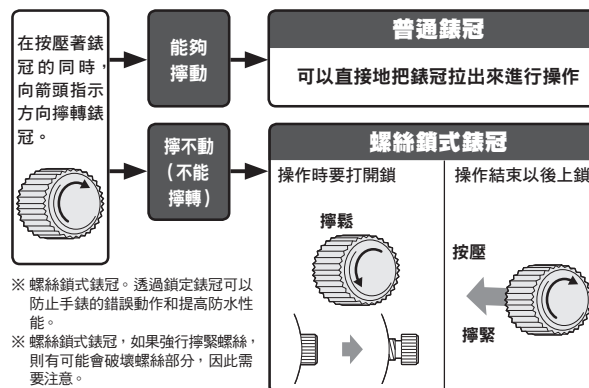 在按壓著錶
冠的同時，
向箭頭指示
方向擰轉錶
冠。
能夠
擰動
普通錶冠
可以直接地把錶冠拉出來進行操作
擰不動
（不能
擰轉）
螺絲鎖式錶冠
操作時要打開鎖
擰鬆
操作結束以後上鎖
按壓
擰緊
※ 螺絲鎖式錶冠。透過鎖定錶冠可以
防止手錶的錯誤動作和提高防水性
能。
※ 螺絲鎖式錶冠，如果強行擰緊螺絲，
則有可能會破壞螺絲部分，因此需
要注意。